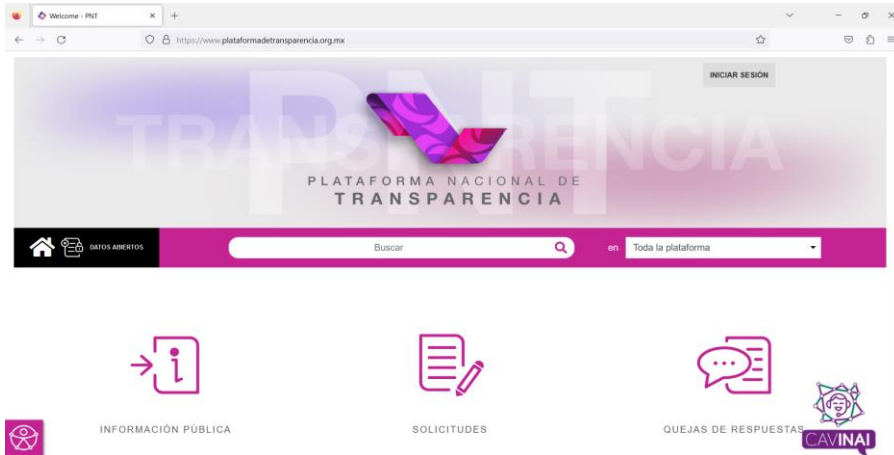 Welcome - PNT
https://www.plataformadetransparencia.org.mx
INICIAR SESIÓN
PNT
TRANSPARENCIA
PLATAFORMA NACIONAL DE
TRANSPARENCIA
DATOS ABIERTOS
Buscar
en
Toda la plataforma
INFORMACIÓN PÚBLICA
SOLICITUDES
QUEJAS DE RESPUESTAS
CAVINAI